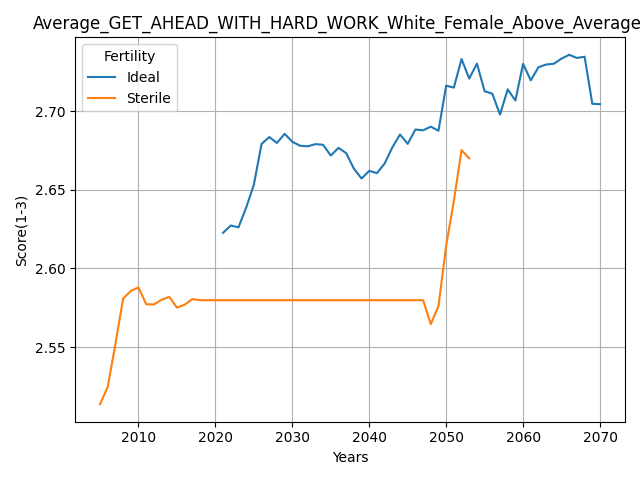 Average_GET_AHEAD_WITH_HARD_WORK_White_Female_Above_Average
Fertility
Ideal
Sterile
Score(1-3)
2.70
2.65
2.60
2.55
2010 2020 2030 2040 2050 2060 2070
Years